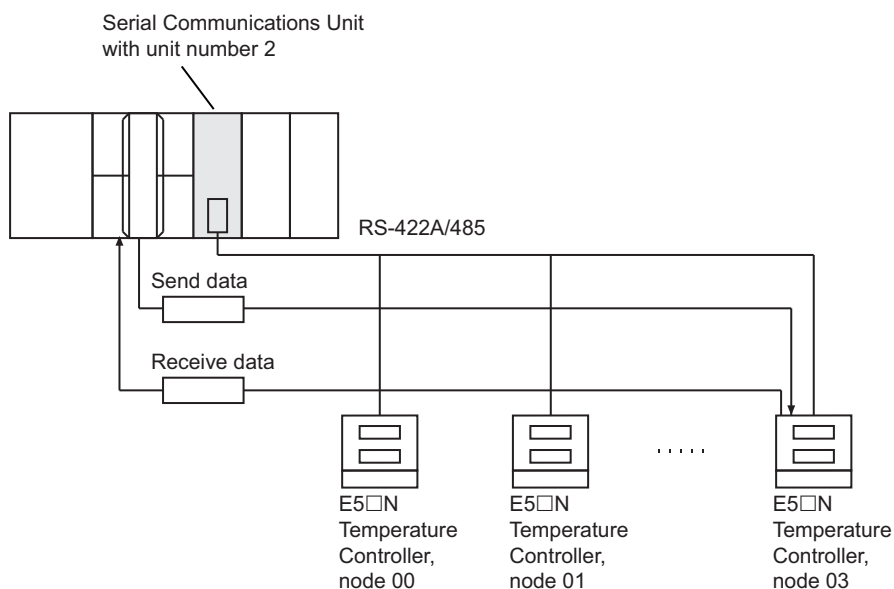 Serial Communications Unit
with unit number 2
RS-422A/485
Send data
Receive data
E5□N
Temperature
Controller,
node 00
E5□N
Temperature
Controller,
node 01
.....
E5□N
Temperature
Controller,
node 03